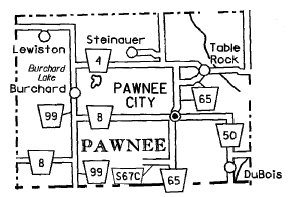 Steinauer
Lewiston
4
Table
Rock
Burchard
Lake
Burchard
PAWNEE
CITY
65
99
8
50
PAWNEE
8
99
S67C
65
DuBois